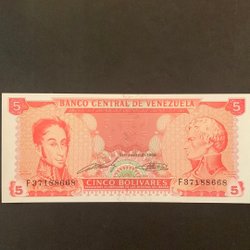 5 BANCO CENTRAL DE VENEZUELA 5
F37188668 F37188668
5 CINCO BOLIVARES 5